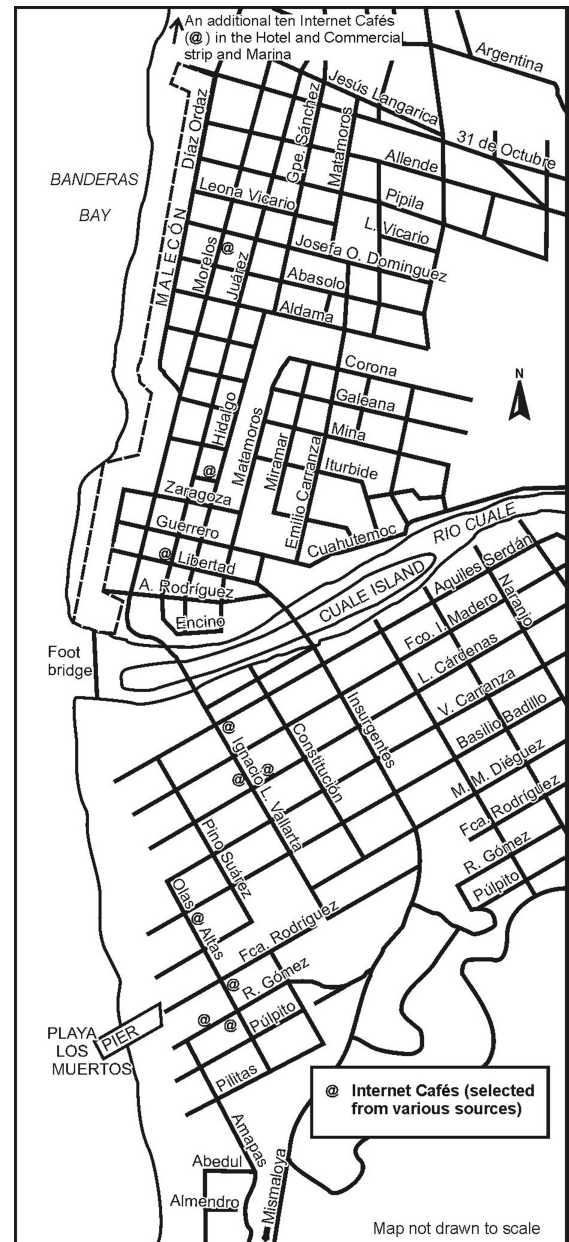 An additional ten Internet Cafés
(@) in the Hotel and Commercial
strip and Marina
Argentina
Jesús Langarica
31 de Octubre
Díaz Ordaz
Gpe. Sánchez
Matamoros
Allende
BANDERAS
BAY
Leona Vicario
Pipila
L. Vicario
MALECÓN
Morelos
@
Juárez
Josefa O. Dominguez
Abasolo
Aldama
Corona
N
Galeana
Hidalgo
Matamoros
Miramar
Mina
@
Iturbide
Emilio Carranza
Zaragoza
Guerrero
Cuahutemoc
RIO CUALE
@ Libertad
A. Rodríguez
CUALE ISLAND
Aquiles Serdán
Encino
Naranjo
Fco. I. Madero
Foot
bridge
L. Cárdenas
V. Carranza
Insurgentes
Basilio Badillo
@
Ignacio L. Vallarta
Constitución
@
@
M. M. Diéguez
Pino Suárez
Fca. Rodríguez
R. Gómez
Púlpito
Olas Altas
@
Fca. Rodríguez
@
R. Gómez
@
@
Púlpito
PIER
PLAYA
LOS
MUERTOS
Pilitas
@ Internet Cafés (selected
from various sources)
Amapas
Abedul
Almendro
Mismaloya
Map not drawn to scale